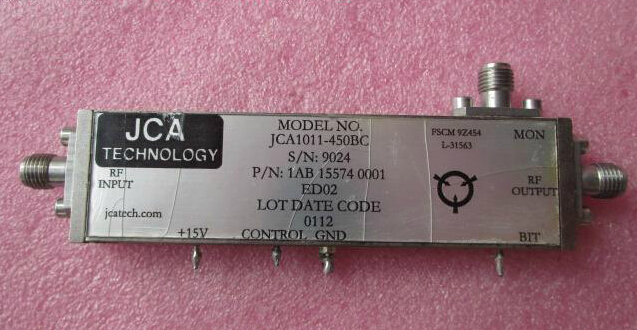 JCA
TECHNOLOGY
MODEL NO.
JCA1011-450BC
S/N: 9024
P/N: 1AB 15574 0001
ED02
LOT DATE CODE
0112
FSCM 9Z454
L-31563
MON
RF
INPUT
RF
OUTPUT
jcatech.com
+15V
CONTROL GND
BIT